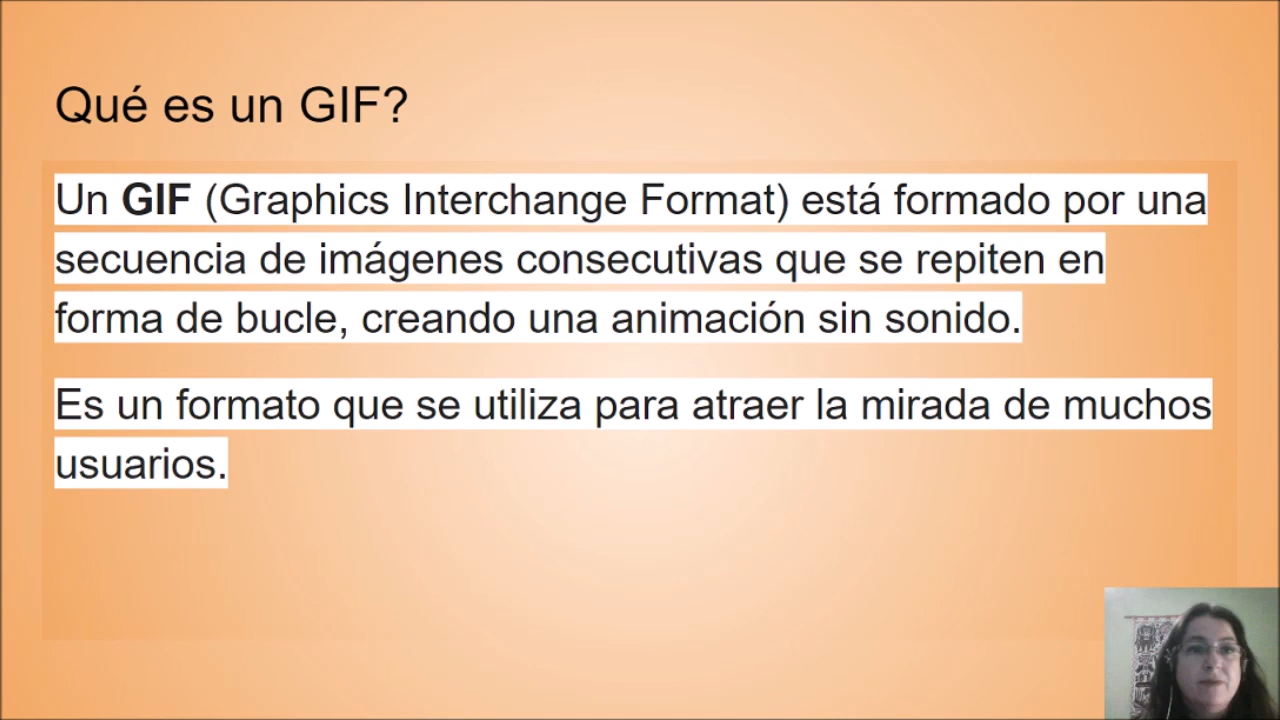 Qué es un GIF?
Un GIF (Graphics Interchange Format) está formado por una
secuencia de imágenes consecutivas que se repiten en
forma de bucle, creando una animación sin sonido.
Es un formato que se utiliza para atraer la mirada de muchos
usuarios.